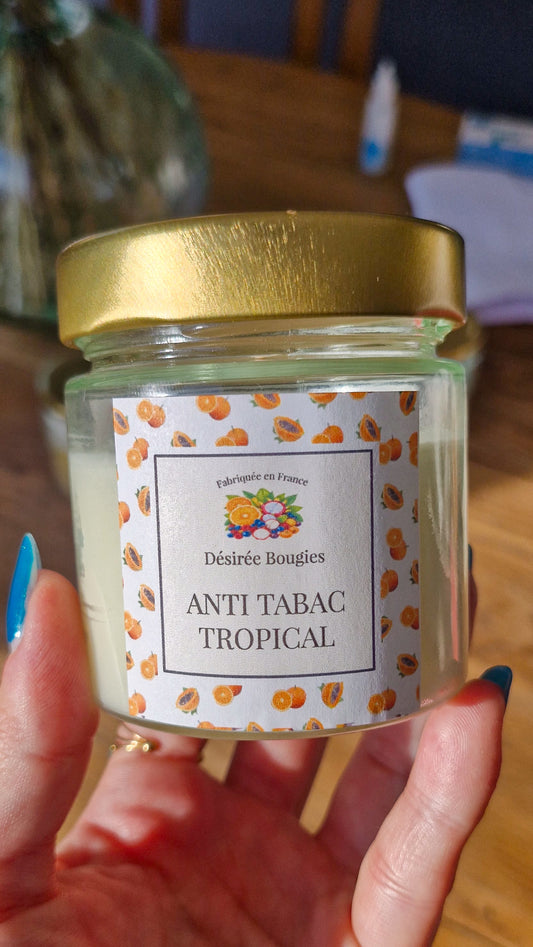 Fabriquée en France
Désirée Bougies
ANTI TABAC
TROPICAL